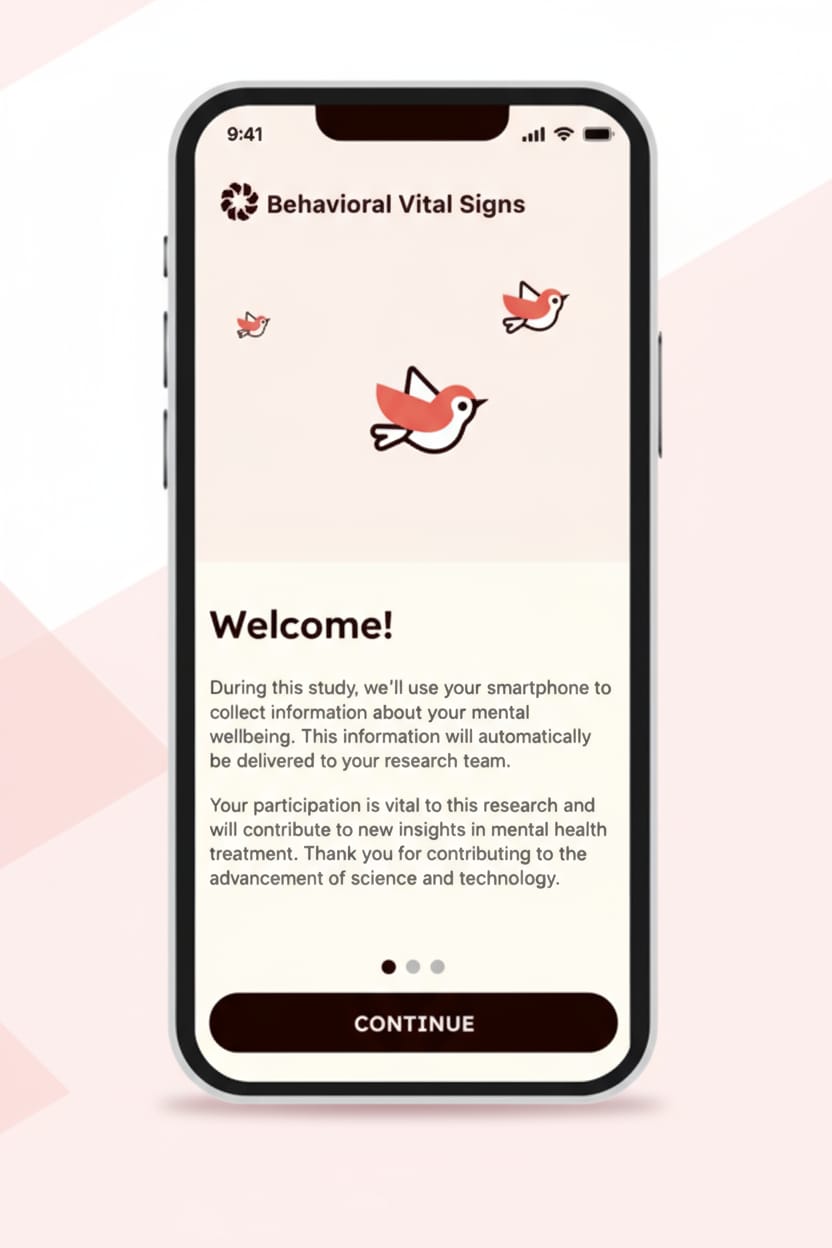 9:41
Behavioral Vital Signs
Welcome!
During this study, we'll use your smartphone to
collect information about your mental
wellbeing. This information will automatically
be delivered to your research team.
Your participation is vital to this research and
will contribute to new insights in mental health
treatment. Thank you for contributing to the
advancement of science and technology.
CONTINUE